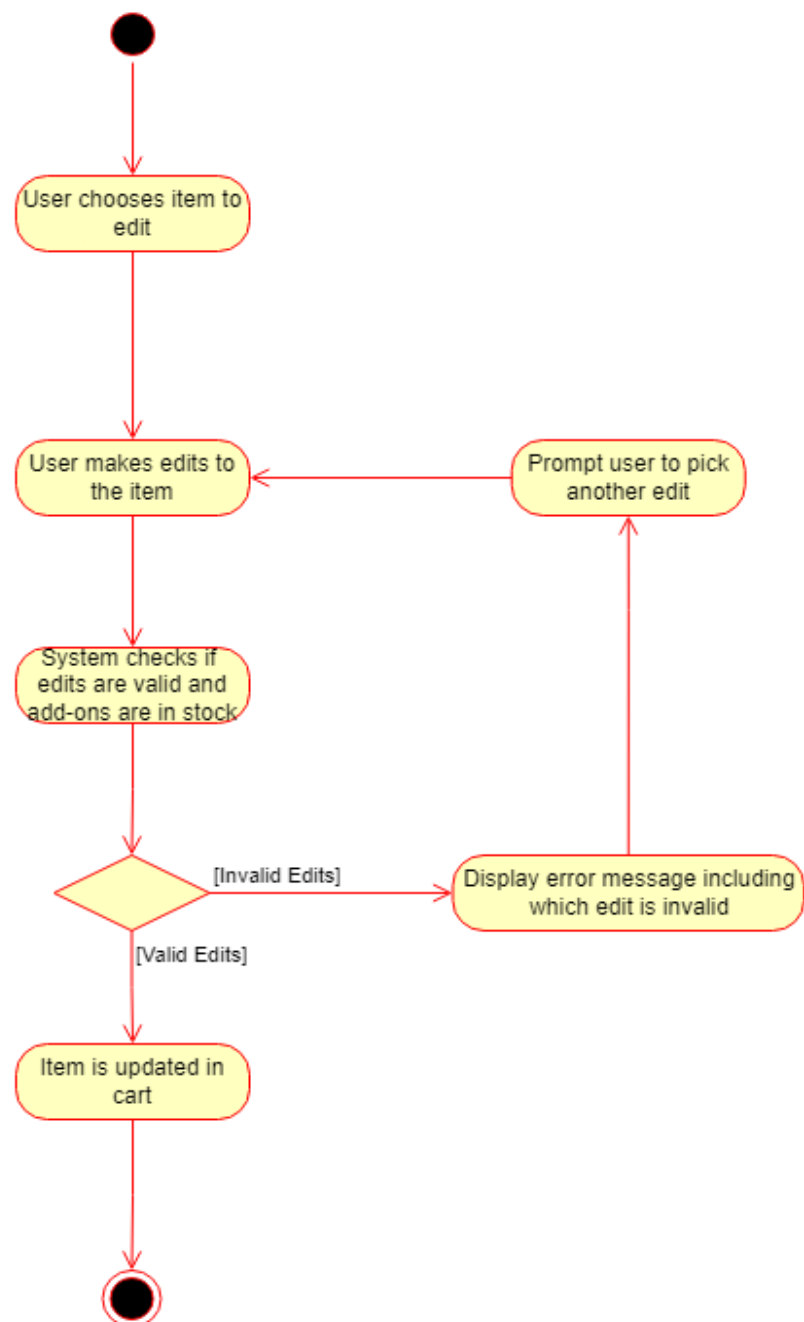 User chooses item to
edit
User makes edits to
the item
Prompt user to pick
another edit
System checks if
edits are valid and
add-ons are in stock
[Invalid Edits]
Display error message including
which edit is invalid
[Valid Edits]
Item is updated in
cart